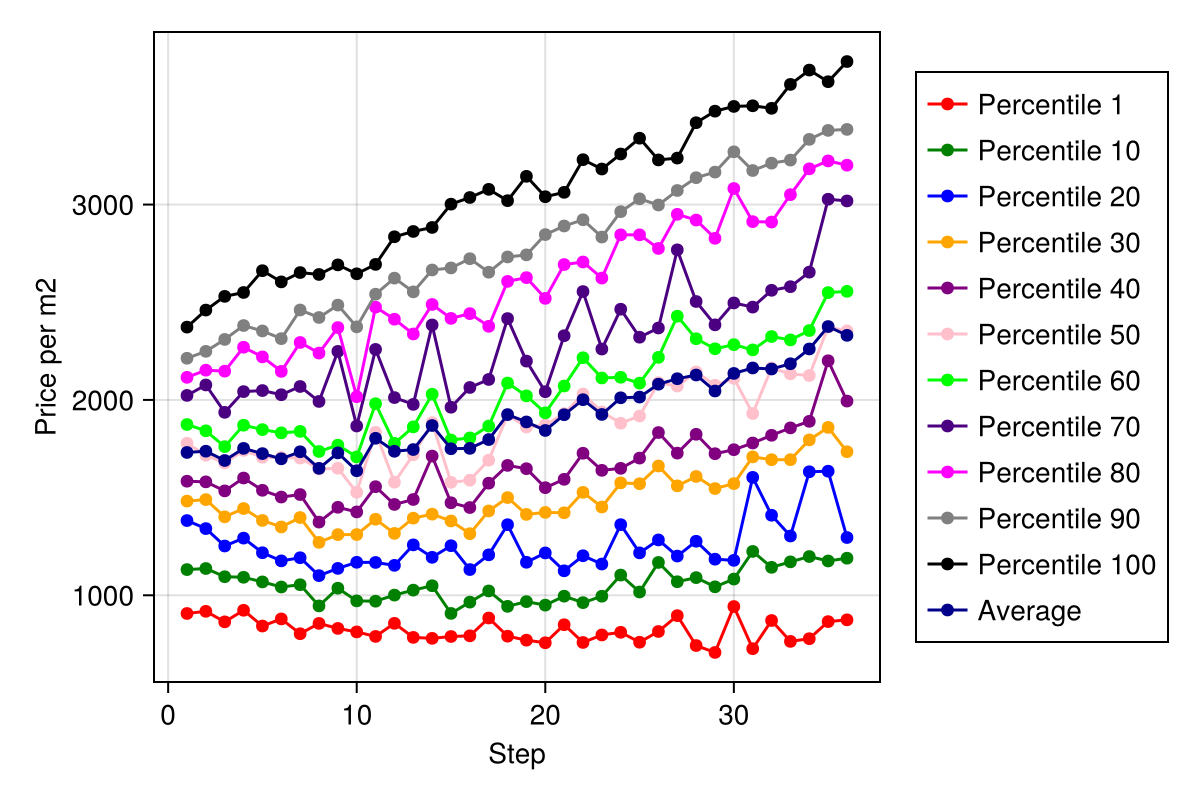 Price per m2
3000
2000
1000
0 10 20 30
Step
Percentile 1
Percentile 10
Percentile 20
Percentile 30
Percentile 40
Percentile 50
Percentile 60
Percentile 70
Percentile 80
Percentile 90
Percentile 100
Average